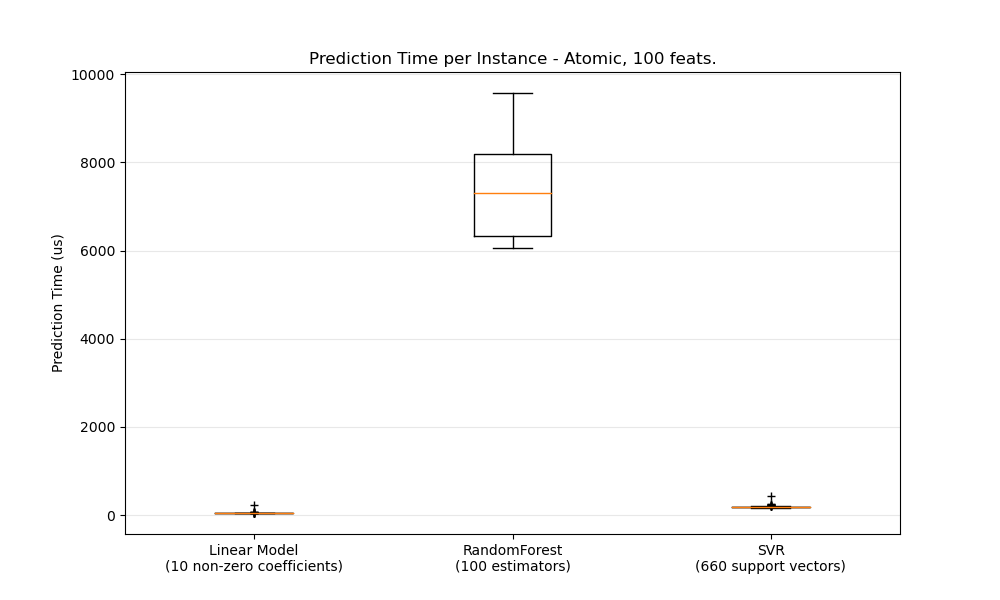 Prediction Time per Instance - Atomic, 100 feats.
Prediction Time (us)
10000
8000
6000
4000
2000
0
Linear Model
(10 non-zero coefficients)
RandomForest
(100 estimators)
SVR
(660 support vectors)